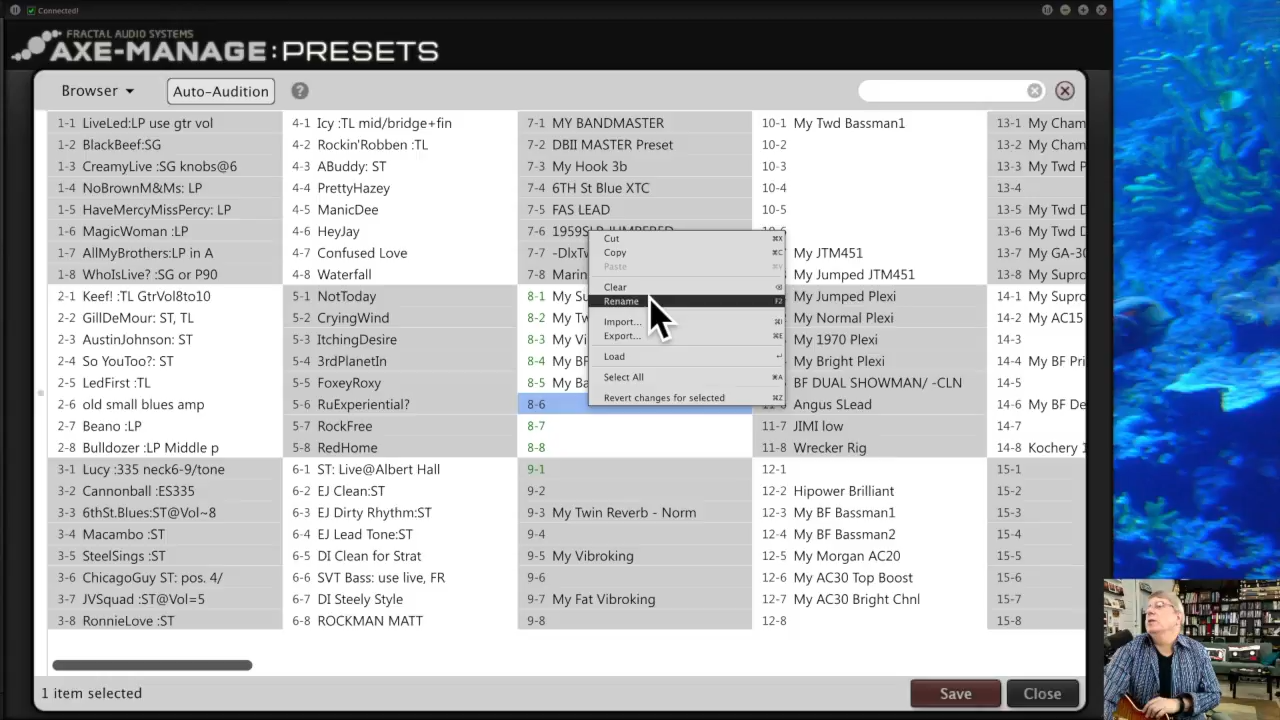 Connected!
FRACTAL AUDIO SYSTEMS
AXE-MANAGE:PRESETS
Browser
Auto-Audition
?
1-1 LiveLed:LP use gtr vol
1-2 BlackBeef:SG
1-3 CreamyLive :SG knobs@6
1-4 NoBrownM&Ms: LP
1-5 HaveMercyMissPercy: LP
1-6 MagicWoman :LP
1-7 AllMyBrothers:LP in A
1-8 WhoIsLive? :SG or P90
2-1 Keef! :TL GtrVol8to10
2-2 GillDeMour: ST, TL
2-3 AustinJohnson: ST
2-4 So YouToo?: ST
2-5 LedFirst :TL
2-6 old small blues amp
2-7 Beano :LP
2-8 Bulldozer :LP Middle p
3-1 Lucy :335 neck6-9/tone
3-2 Cannonball :ES335
3-3 6thSt.Blues:ST@Vol~8
3-4 Macambo :ST
3-5 SteelSings :ST
3-6 ChicagoGuy ST: pos. 4/
3-7 JVSquad :ST@Vol=5
3-8 RonnieLove :ST
4-1 Icy :TL mid/bridge+fin
4-2 Rockin'Robben :TL
4-3 ABuddy: ST
4-4 PrettyHazey
4-5 ManicDee
4-6 HeyJay
4-7 Confused Love
4-8 Waterfall
5-1 NotToday
5-2 CryingWind
5-3 ItchingDesire
5-4 3rdPlanetIn
5-5 FoxeyRoxy
5-6 RuExperiential?
5-7 RockFree
5-8 RedHome
6-1 ST: Live@Albert Hall
6-2 EJ Clean:ST
6-3 EJ Dirty Rhythm:ST
6-4 EJ Lead Tone:ST
6-5 DI Clean for Strat
6-6 SVT Bass: use live, FR
6-7 DI Steely Style
6-8 ROCKMAN MATT
7-1 MY BANDMASTER
7-2 DBII MASTER Preset
7-3 My Hook 3b
7-4 6TH St Blue XTC
7-5 FAS LEAD
7-6 1959SLP JUMPERED
7-7 -DlxTw
7-8 Marin
8-1 My Su
8-2 My Tw
8-3 My Vi
8-4 My BF
8-5 My Ba
8-6
8-7
8-8
9-1
9-2
9-3 My Twin Reverb - Norm
9-4
9-5 My Vibroking
9-6
9-7 My Fat Vibroking
9-8
Cut ⌘X
Copy ⌘C
Paste ⌘V
Clear ⌫
Rename F2
Import... ⌘I
Export... ⌘E
Load ↵
Select All ⌘A
Revert changes for selected ⌘Z
10-1 My Twd Bassman1
10-2
10-3
10-4
10-5
My JTM451
My Jumped JTM451
My Jumped Plexi
My Normal Plexi
My 1970 Plexi
My Bright Plexi
BF DUAL SHOWMAN/ -CLN
Angus SLead
11-7 JIMI low
11-8 Wrecker Rig
12-1
12-2 Hipower Brilliant
12-3 My BF Bassman1
12-4 My BF Bassman2
12-5 My Morgan AC20
12-6 My AC30 Top Boost
12-7 My AC30 Bright Chnl
12-8
13-1 My Cham
13-2 My Cham
13-3 My Twd P
13-4
13-5 My Twd D
13-6 My Twd P
13-7 My GA-30
13-8 My Supro
14-1 My Supro
14-2 My AC15
14-3
14-4 My BF Pri
14-5
14-6 My BF De
14-7
14-8 Kochery 1
15-1
15-2
15-3
15-4
15-5
15-6
15-7
15-8
1 item selected
Save
Close